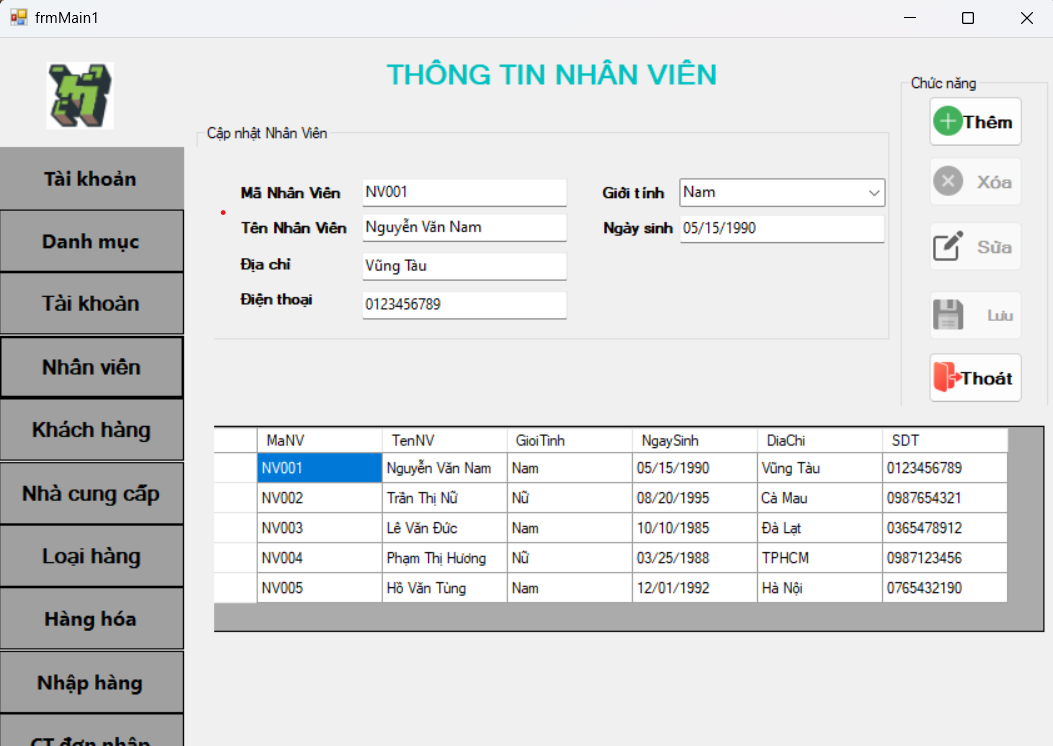 frmMain1
THÔNG TIN NHÂN VIÊN
Chức năng
Thêm
Xóa
Sửa
Lưu
Thoát
Tài khoản
Danh mục
Tài khoản
Nhân viên
Khách hàng
Nhà cung cấp
Loại hàng
Hàng hóa
Nhập hàng
CT đơn nhập
Cập nhật Nhân Viên
Mã Nhân Viên NV001 Giới tính Nam
Tên Nhân Viên Nguyễn Văn Nam Ngày sinh 05/15/1990
Địa chỉ Vũng Tàu
Điện thoại 0123456789
MaNV TenNV GioiTinh NgaySinh DiaChi SDT
NV001 Nguyễn Văn Nam Nam 05/15/1990 Vũng Tàu 0123456789
NV002 Trần Thị Nữ Nữ 08/20/1995 Cà Mau 0987654321
NV003 Lê Văn Đức Nam 10/10/1985 Đà Lạt 0365478912
NV004 Phạm Thị Hương Nữ 03/25/1988 TPHCM 0987123456
NV005 Hồ Văn Tùng Nam 12/01/1992 Hà Nội 0765432190